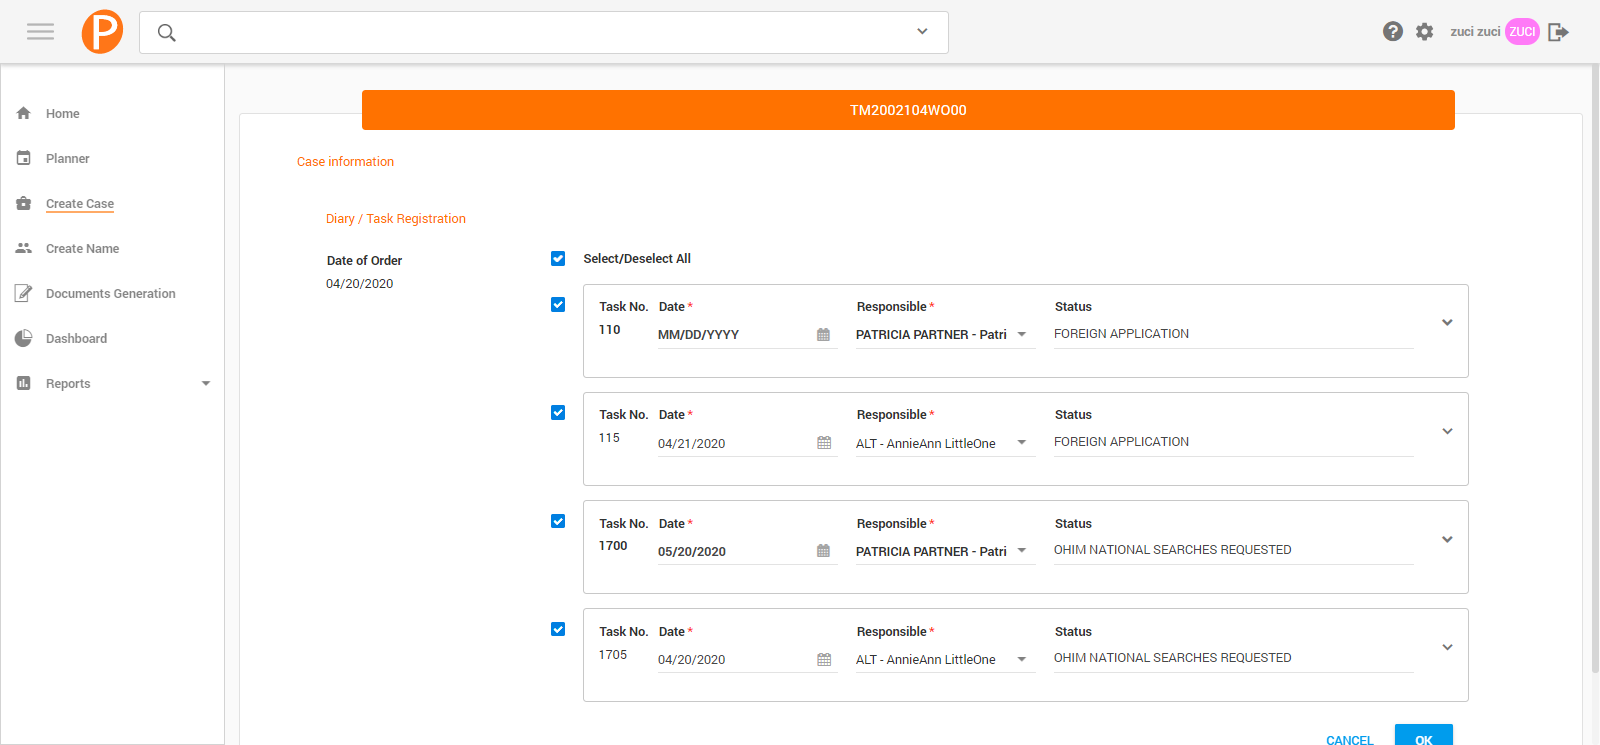 P
zuci zuci ZUCI
Home
Planner
Create Case
Create Name
Documents Generation
Dashboard
Reports
TM2002104WO00
Case information
Diary / Task Registration
Date of Order
04/20/2020
Select/Deselect All
Task No. Date * Responsible * Status
110 MM/DD/YYYY PATRICIA PARTNER - Patri FOREIGN APPLICATION
Task No. Date * Responsible * Status
115 04/21/2020 ALT - AnnieAnn LittleOne FOREIGN APPLICATION
Task No. Date * Responsible * Status
1700 05/20/2020 PATRICIA PARTNER - Patri OHIM NATIONAL SEARCHES REQUESTED
Task No. Date * Responsible * Status
1705 04/20/2020 ALT - AnnieAnn LittleOne OHIM NATIONAL SEARCHES REQUESTED
CANCEL OK